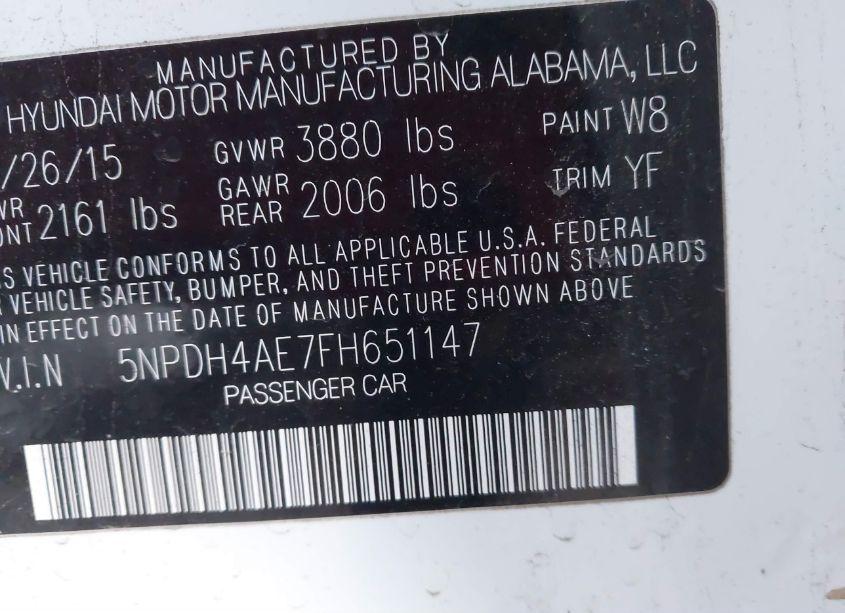 MANUFACTURED BY
HYUNDAI MOTOR MANUFACTURING ALABAMA, LLC
/26/15 GVWR 3880 lbs PAINT W8
WR ONT 2161 lbs GAWR REAR 2006 lbs TRIM YF
S VEHICLE CONFORMS TO ALL APPLICABLE U.S.A. FEDERAL
VEHICLE SAFETY, BUMPER, AND THEFT PREVENTION STANDARDS
IN EFFECT ON THE DATE OF MANUFACTURE SHOWN ABOVE
V.I.N 5NPDH4AE7FH651147
PASSENGER CAR